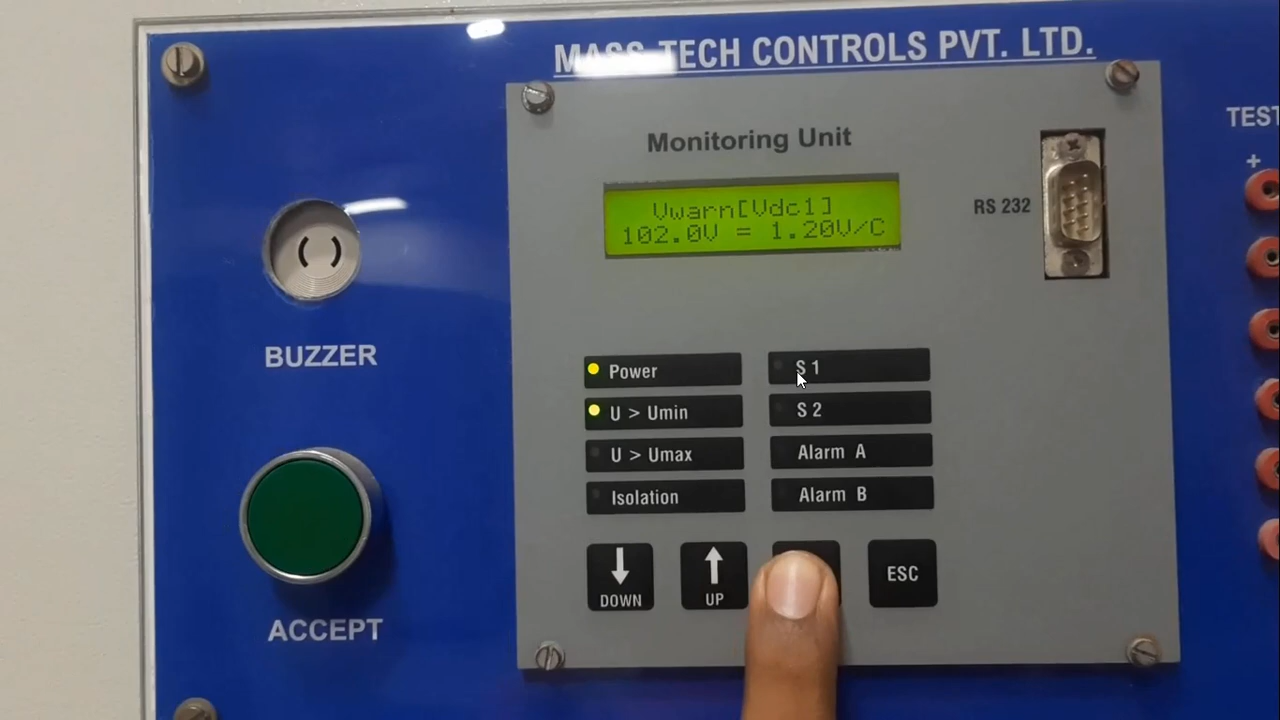 MASS-TECH CONTROLS PVT. LTD.
Monitoring Unit
TEST
+
Vwarn[Vdc1]
102.0V = 1.20V/C
RS 232
BUZZER
Power
S 1
U > Umin
S 2
U > Umax
Alarm A
Isolation
Alarm B
DOWN
UP
ESC
ACCEPT